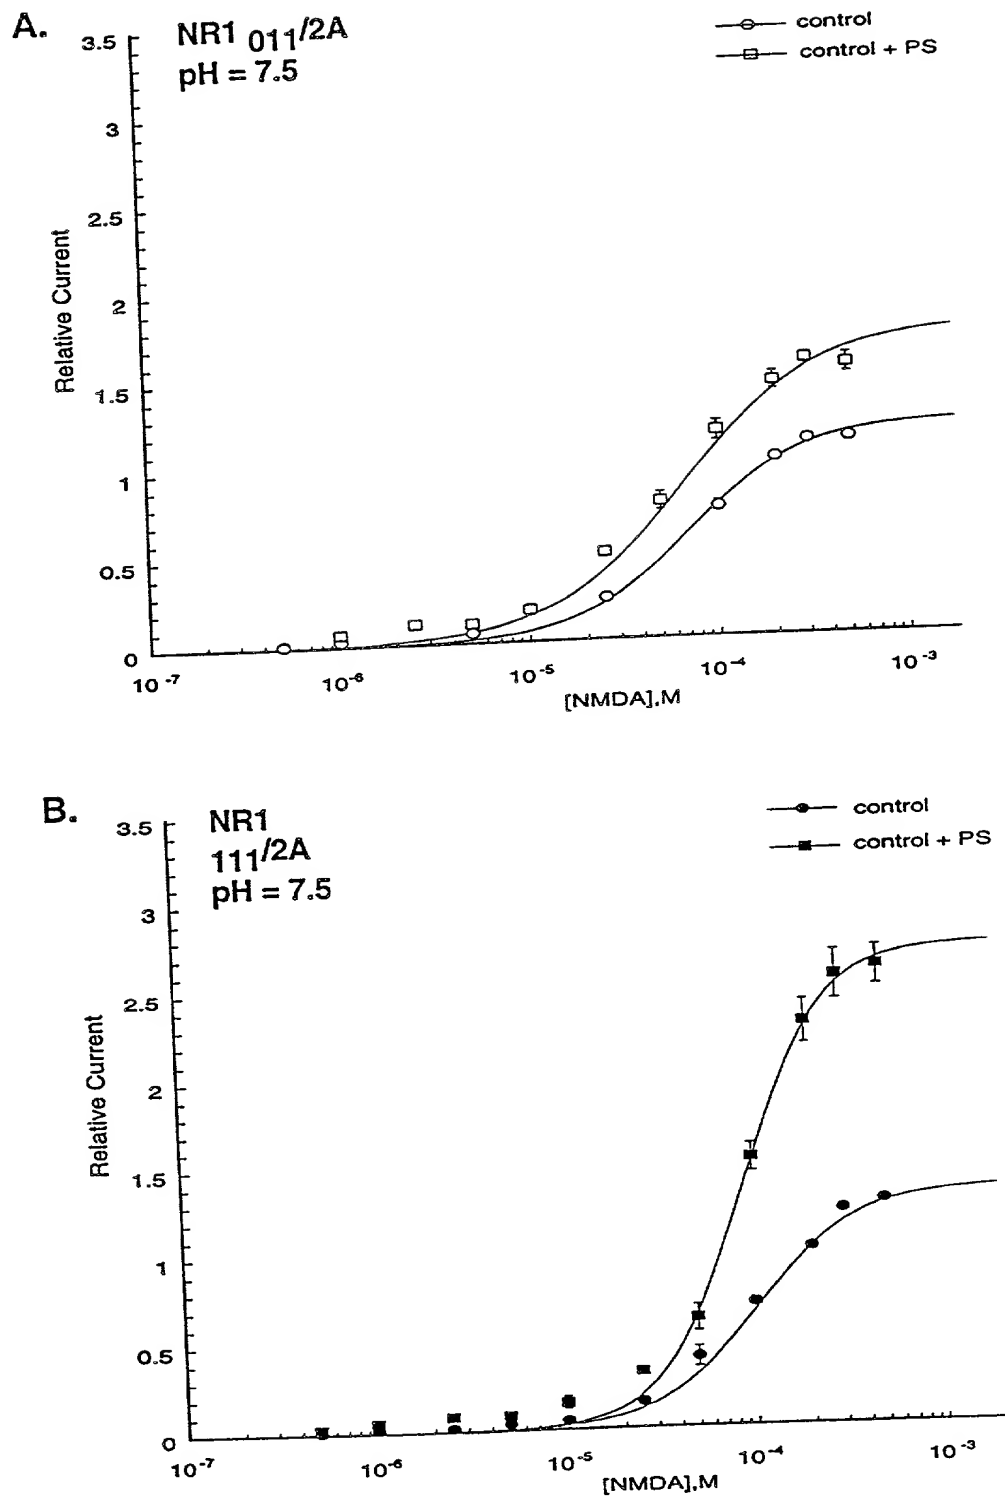 A.
NR1 011/2A
pH = 7.5
control
control + PS
3.5
3
2.5
2
1.5
1
0.5
0
Relative Current
10-7
10-6
10-5
10-4
10-3
[NMDA],M
B.
NR1
111/2A
pH = 7.5
control
control + PS
3.5
3
2.5
2
1.5
1
0.5
0
Relative Current
10-7
10-6
10-5
10-4
10-3
[NMDA],M